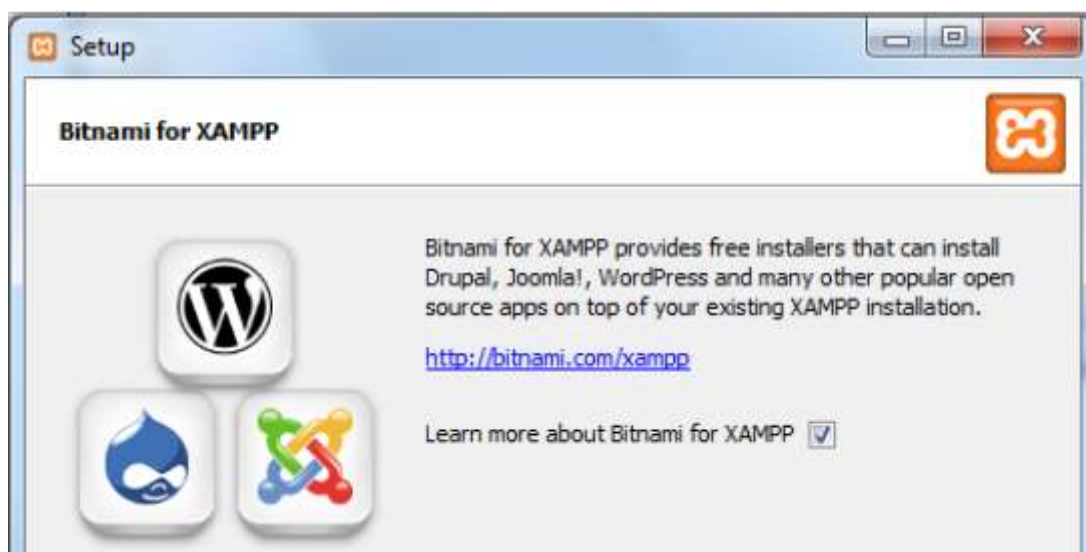 Setup
Bitnami for XAMPP
Bitnami for XAMPP provides free installers that can install
Drupal, Joomla!, WordPress and many other popular open
source apps on top of your existing XAMPP installation.
http://bitnami.com/xampp
Learn more about Bitnami for XAMPP